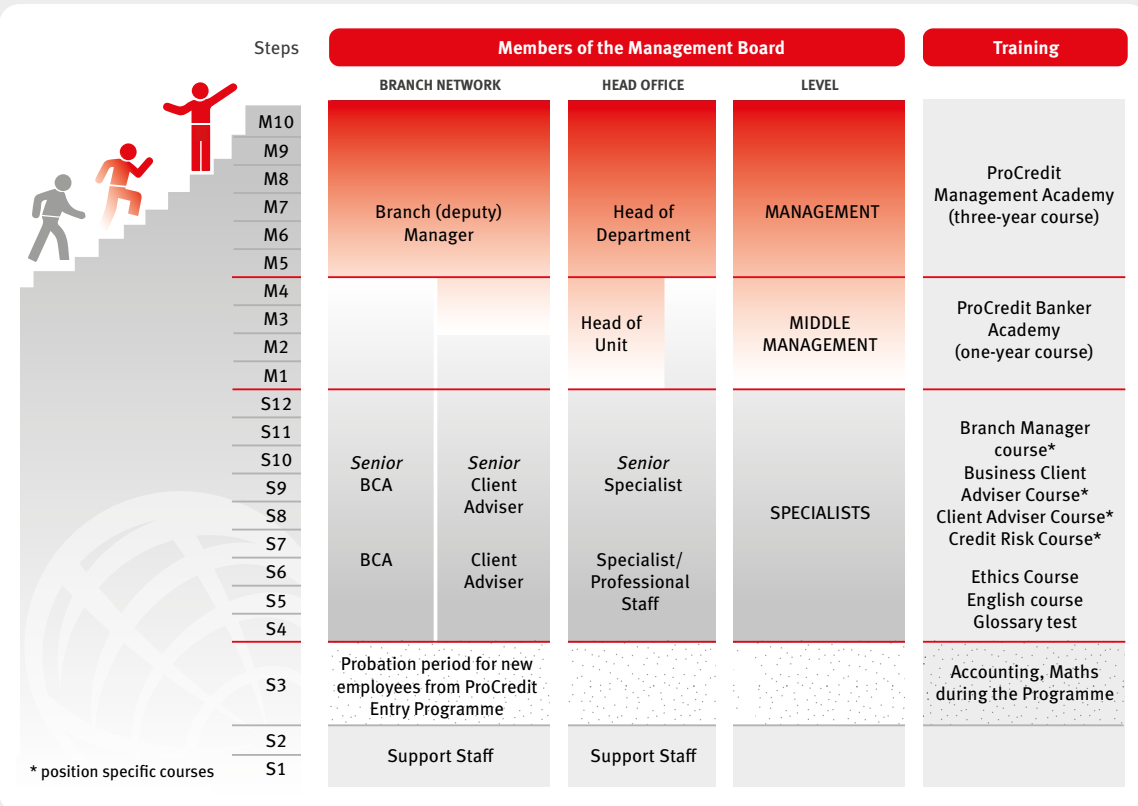 Steps
Members of the Management Board
Training
BRANCH NETWORK
HEAD OFFICE
LEVEL
M10
M9
M8
M7
M6
M5
Branch (deputy)
Manager
Head of
Department
MANAGEMENT
ProCredit
Management Academy
(three-year course)
M4
M3
M2
M1
Head of
Unit
MIDDLE
MANAGEMENT
ProCredit Banker
Academy
(one-year course)
S12
S11
S10
S9
S8
S7
S6
S5
S4
Senior
BCA
Senior
Client
Adviser
Senior
Specialist
BCA
Client
Adviser
Specialist/
Professional
Staff
SPECIALISTS
Branch Manager
course*
Business Client
Adviser Course*
Client Adviser Course*
Credit Risk Course*
Ethics Course
English course
Glossary test
S3
Probation period for new
employees from ProCredit
Entry Programme
Accounting, Maths
during the Programme
S2
S1
Support Staff
Support Staff
* position specific courses